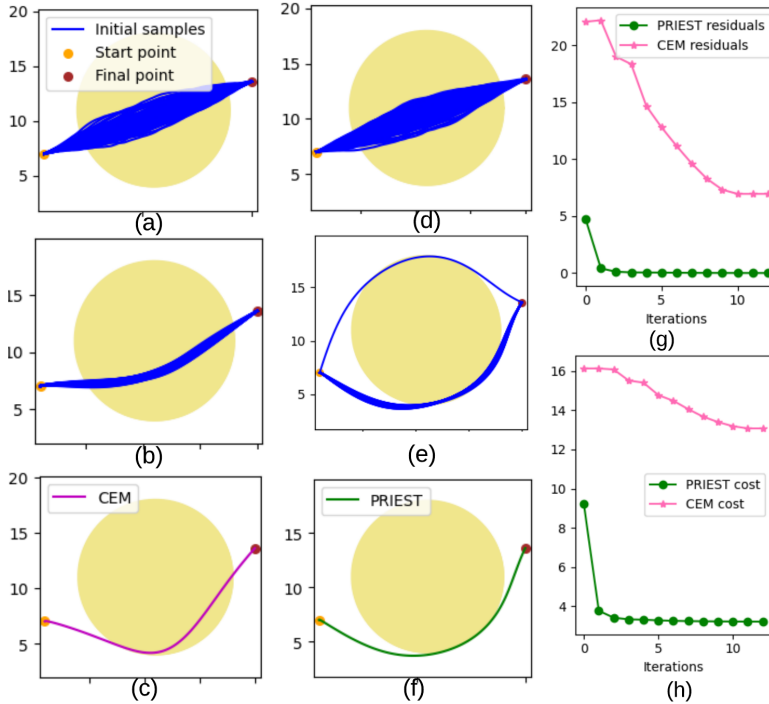 20
15
10
5
Initial samples
Start point
Final point
(a)
20
15
10
5
(d)
20
15
10
5
0
PRIEST residuals
CEM residuals
0
5
10
Iterations
(g)
15
10
5
(b)
15
10
5
(e)
16
14
12
10
8
6
4
PRIEST cost
CEM cost
0
5
10
Iterations
(h)
20
15
10
5
CEM
(c)
15
10
5
PRIEST
(f)